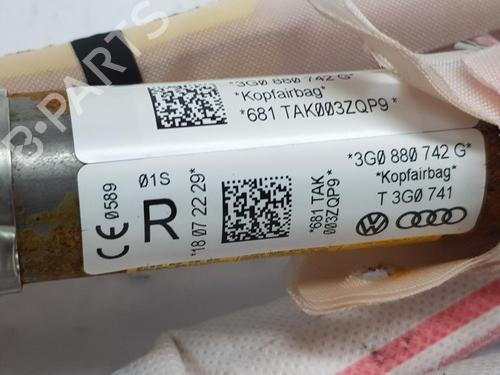 *3G0 880 742 G*
*Kopfairbag*
*681 TAK003ZQP9*
CE 0589
01S
R
*18 07 22 29*
*681 TAK
003ZQP9*
*3G0 880 742 G*
*Kopfairbag*
T 3G0 741
B-PARTS